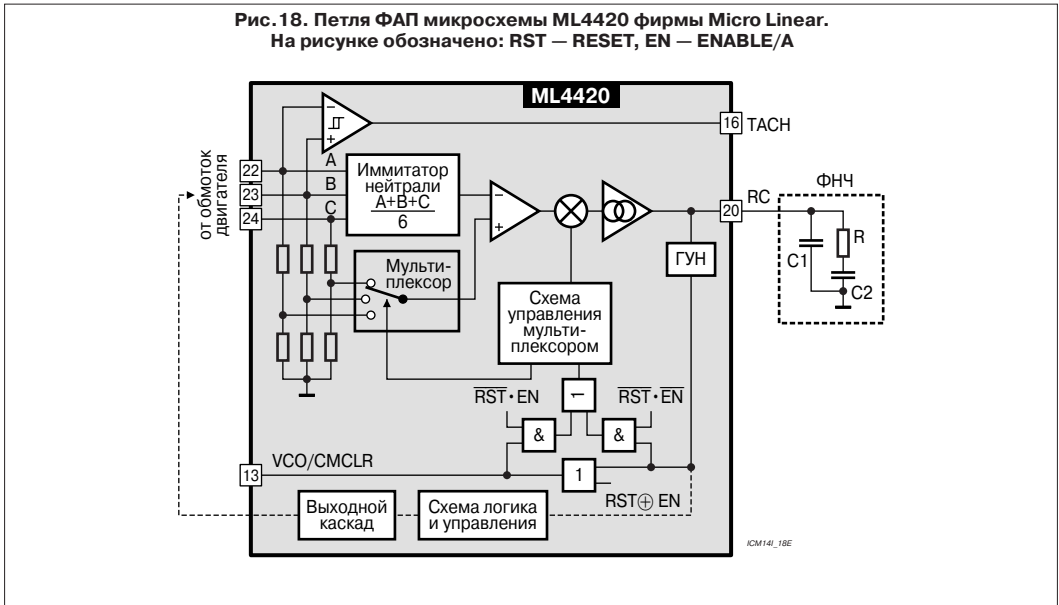 Рис.18. Петля ФАП микросхемы ML4420 фирмы Micro Linear.
На рисунке обозначено: RST — RESET, EN — ENABLE/A
ML4420
−
+
16
TACH
от обмоток
двигателя
22
23
24
A
B
C
Иммитатор
нейтрали
A+B+C
6
−
+
20
RC
ФНЧ
R
C1
C2
ГУН
Мульти-
плексор
Схема
управления
мульти-
плексором
RST • EN
1
RST • EN
&
&
13
VCO/CMCLR
1
RST⊕ EN
Выходной
каскад
Схема логика
и управления
ICM14I_18E